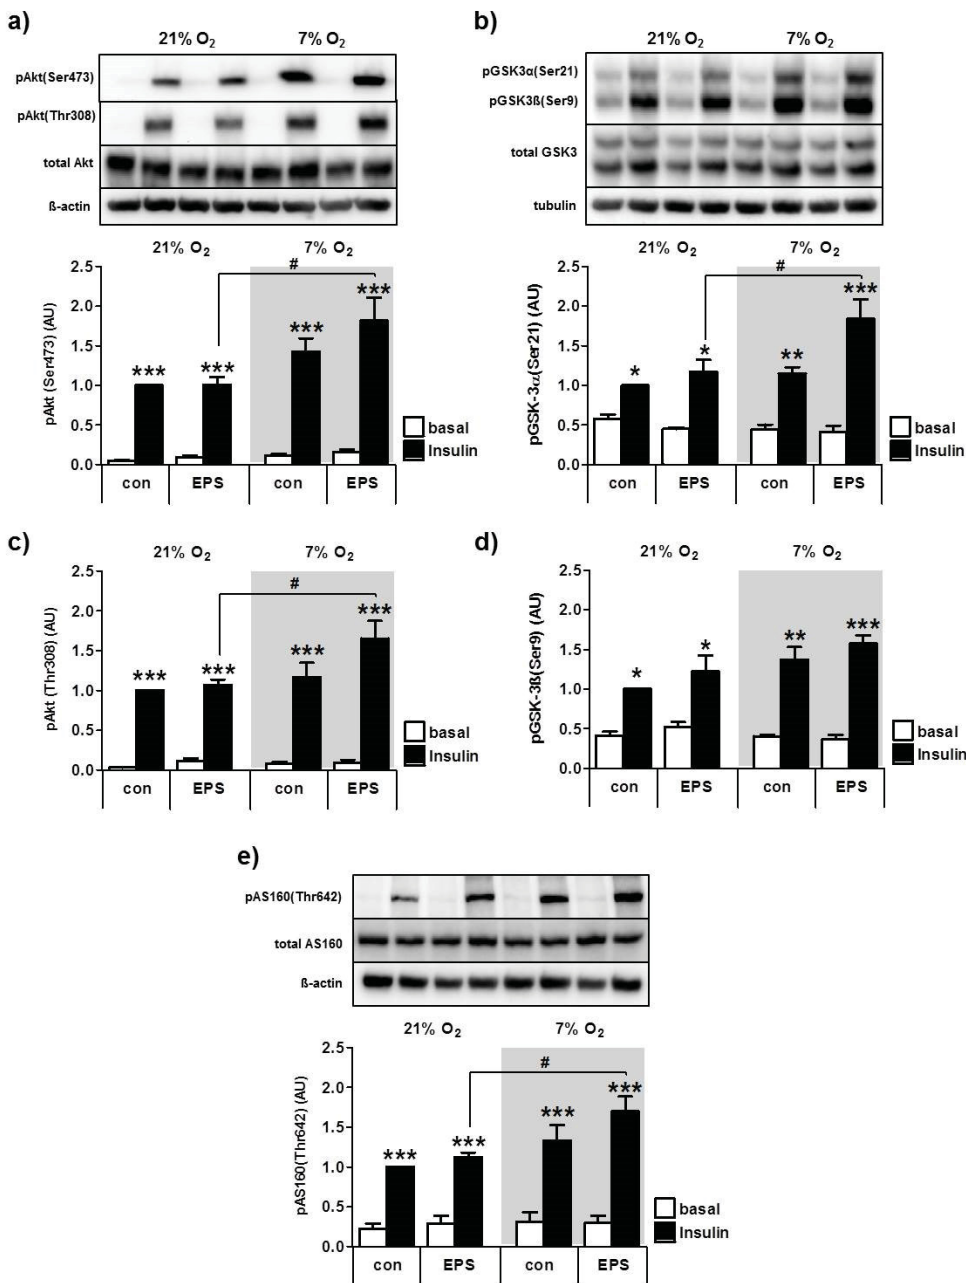 a)
21% O2 7% O2
pAkt(Ser473)
pAkt(Thr308)
total Akt
ß-actin
21% O2 7% O2
pAkt (Ser473) (AU)
2.5
2.0
1.5
1.0
0.5
0.0
#
***
***
***
***
con EPS con EPS
basal
Insulin
b)
21% O2 7% O2
pGSK3α(Ser21)
pGSK3ß(Ser9)
total GSK3
tubulin
21% O2 7% O2
pGSK-3α(Ser21) (AU)
2.5
2.0
1.5
1.0
0.5
0.0
#
*
*
**
***
con EPS con EPS
basal
Insulin
c)
21% O2 7% O2
pAkt (Thr308) (AU)
2.5
2.0
1.5
1.0
0.5
0.0
#
***
***
***
***
con EPS con EPS
basal
Insulin
d)
21% O2 7% O2
pGSK-3ß(Ser9) (AU)
2.5
2.0
1.5
1.0
0.5
0.0
*
*
**
***
con EPS con EPS
basal
Insulin
e)
pAS160(Thr642)
total AS160
ß-actin
21% O2 7% O2
pAS160(Thr642) (AU)
2.5
2.0
1.5
1.0
0.5
0.0
#
***
***
***
***
con EPS con EPS
basal
Insulin